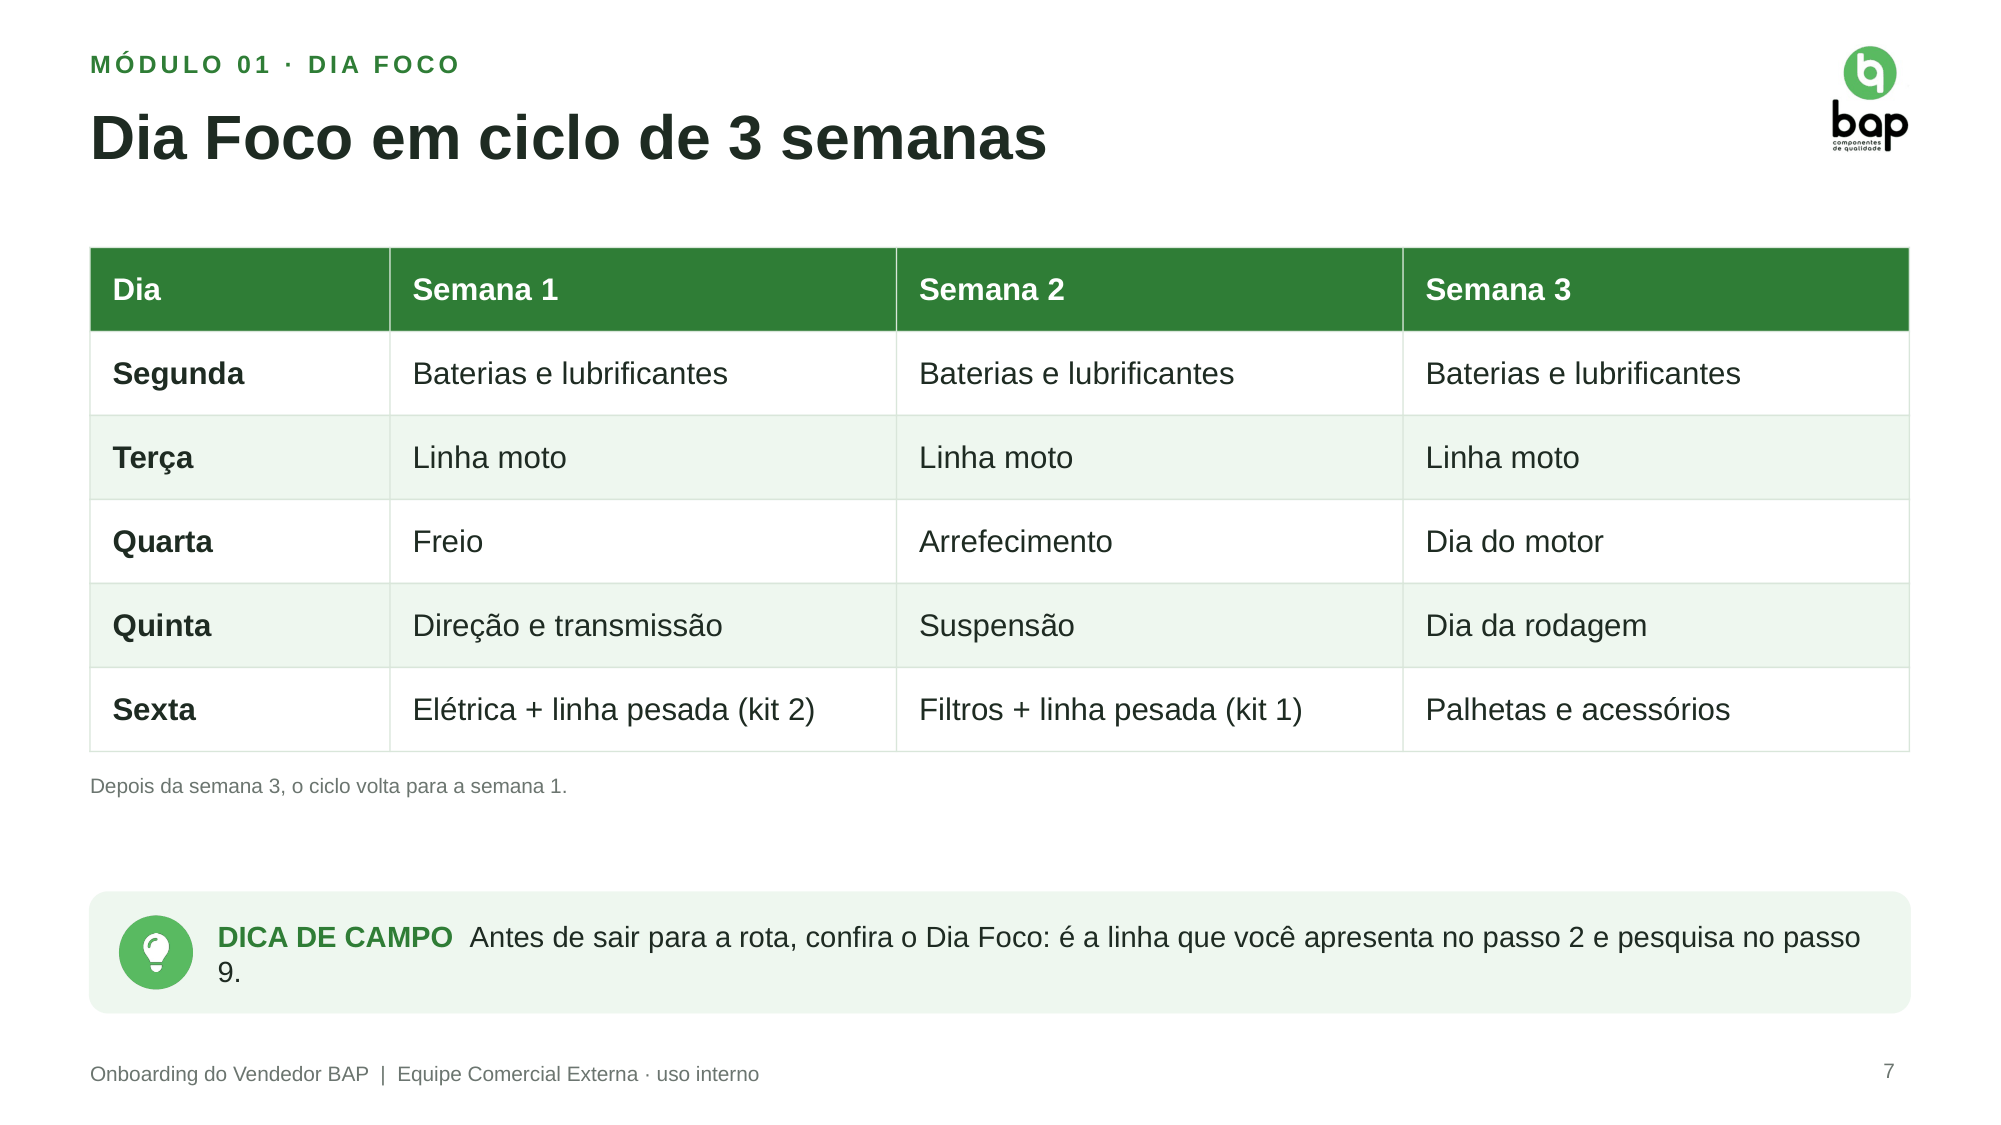 MÓDULO 01 · DIA FOCO
Dia Foco em ciclo de 3 semanas
bap
componentes
de qualidade
Dia Semana 1 Semana 2 Semana 3
Segunda Baterias e lubrificantes Baterias e lubrificantes Baterias e lubrificantes
Terça Linha moto Linha moto Linha moto
Quarta Freio Arrefecimento Dia do motor
Quinta Direção e transmissão Suspensão Dia da rodagem
Sexta Elétrica + linha pesada (kit 2) Filtros + linha pesada (kit 1) Palhetas e acessórios
Depois da semana 3, o ciclo volta para a semana 1.
DICA DE CAMPO Antes de sair para a rota, confira o Dia Foco: é a linha que você apresenta no passo 2 e pesquisa no passo
9.
Onboarding do Vendedor BAP | Equipe Comercial Externa · uso interno
7